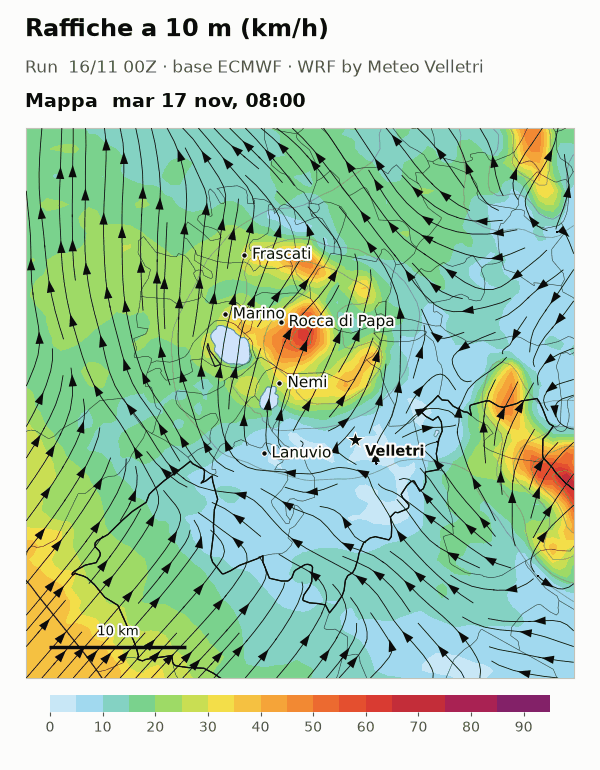 Raffiche a 10 m (km/h)
Run  16/11 00Z · base ECMWF · WRF by Meteo Velletri
Mappa  mar 17 nov, 08:00
Frascati
Marino
Rocca di Papa
Nemi
Velletri
Lanuvio
10 km
0 10 20 30 40 50 60 70 80 90